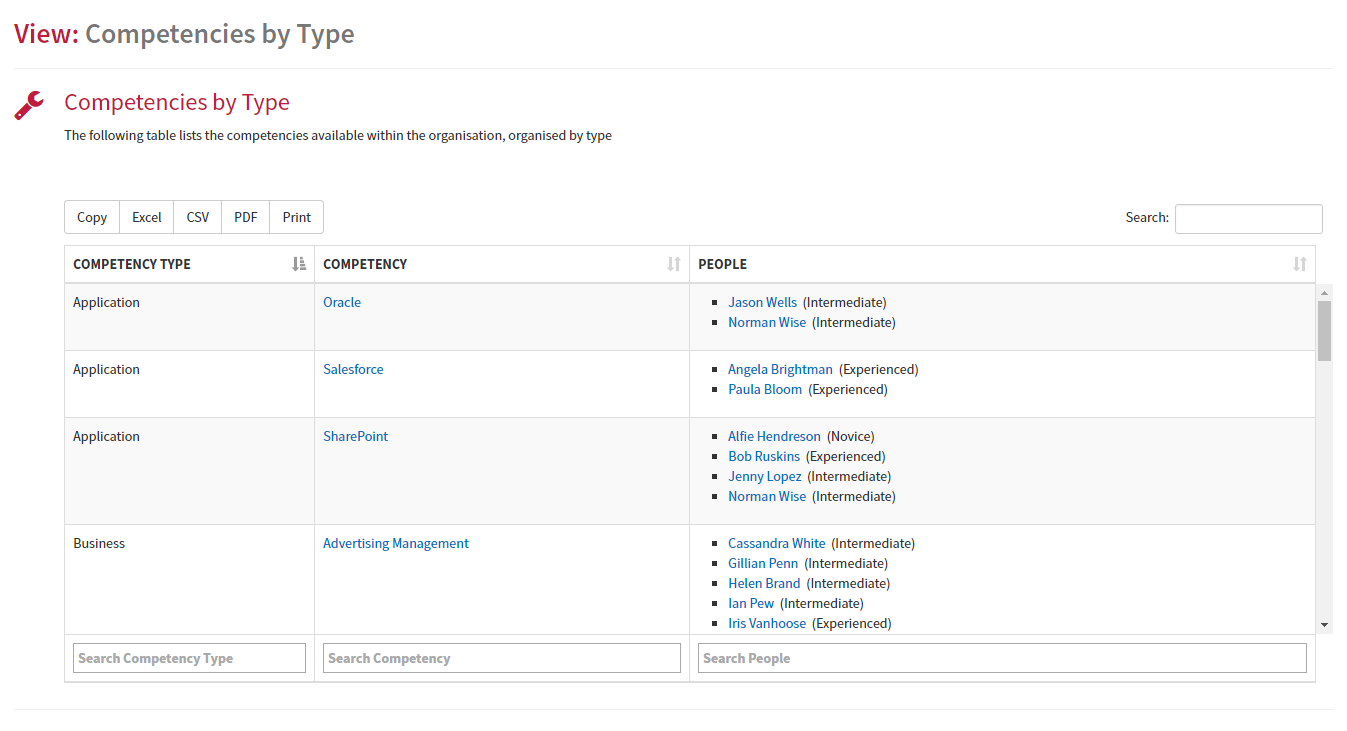 View: Competencies by Type
Competencies by Type
The following table lists the competencies available within the organisation, organised by type
Copy Excel CSV PDF Print Search:
COMPETENCY TYPE COMPETENCY PEOPLE
Application Oracle Jason Wells (Intermediate)
Norman Wise (Intermediate)
Application Salesforce Angela Brightman (Experienced)
Paula Bloom (Experienced)
Application SharePoint Alfie Hendreson (Novice)
Bob Ruskins (Experienced)
Jenny Lopez (Intermediate)
Norman Wise (Intermediate)
Business Advertising Management Cassandra White (Intermediate)
Gillian Penn (Intermediate)
Helen Brand (Intermediate)
Ian Pew (Intermediate)
Iris Vanhoose (Experienced)
Search Competency Type Search Competency Search People